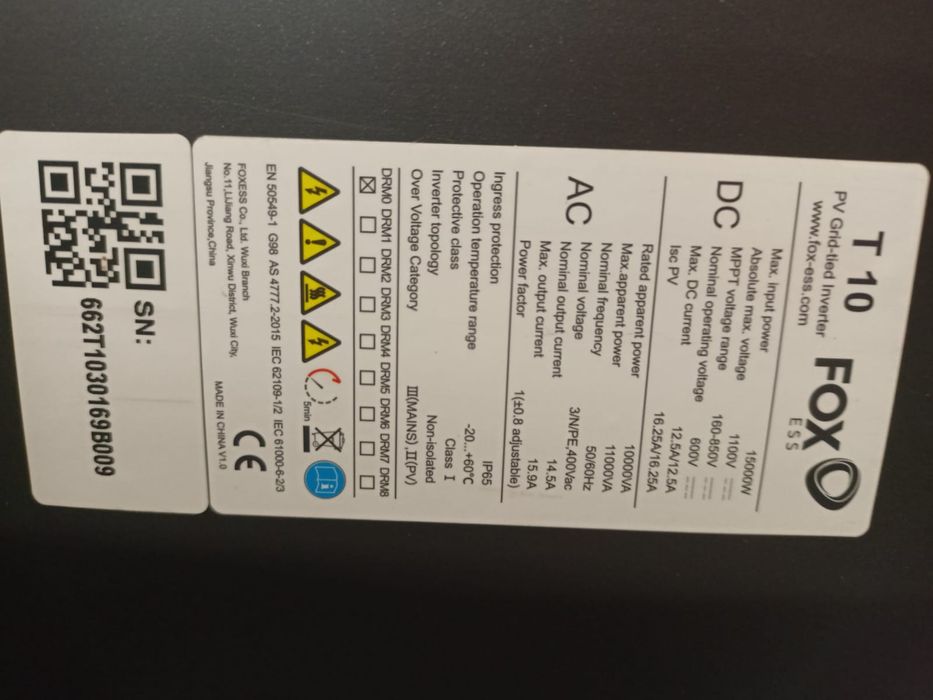 T 10
FOX
ESS
PV Grid-tied Inverter
www.fox-ess.com
DC
Max. input power 15000W
Absolute max. voltage 1100V
MPPT voltage range 160-850V
Nominal operating voltage 600V
Max. DC current 12.5A/12.5A
Isc PV 16.25A/16.25A
AC
Rated apparent power 10000VA
Max.apparent power 11000VA
Nominal frequency 50/60Hz
Nominal voltage 3/N/PE,400Vac
Nominal output current 14.5A
Max. output current 15.9A
Power factor 1(±0.8 adjustable)
Ingress protection IP65
Operation temperature range -20...+60°C
Protective class Class I
Inverter topology Non-isolated
Over Voltage Category III(MAINS),II(PV)
DRM0 DRM1 DRM2 DRM3 DRM4 DRM5 DRM6 DRM7 DRM8
5min
EN 50549-1 G98 AS 4777.2-2015 IEC 62109-1/2 IEC 61000-6-2/3
FOXESS Co., Ltd. Wuxi Branch
No.11,LiJiang Road, Xinwu District, Wuxi City,
Jiangsu Province,China
CE
MADE IN CHINA V1.0
SN:
662T1030169B009